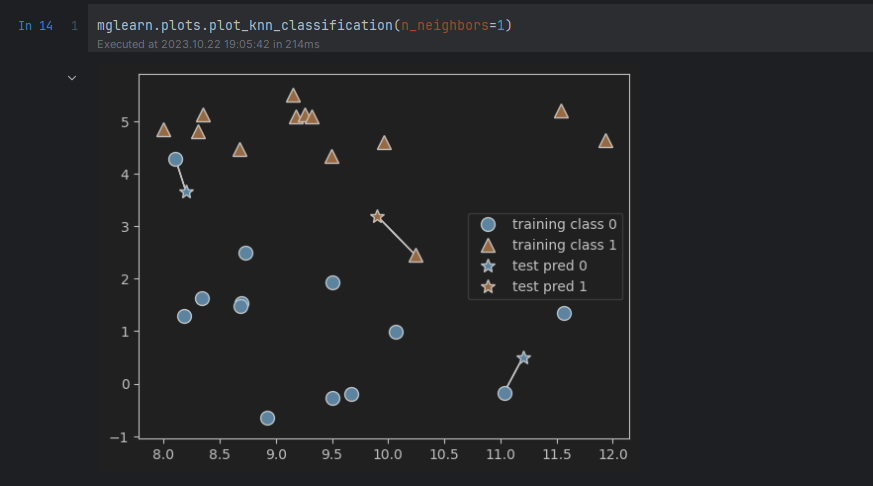 In 14 1 mglearn.plots.plot_knn_classification(n_neighbors=1)
Executed at 2023.10.22 19:05:42 in 214ms
5
4
3
2
1
0
−1
training class 0
training class 1
test pred 0
test pred 1
8.0 8.5 9.0 9.5 10.0 10.5 11.0 11.5 12.0